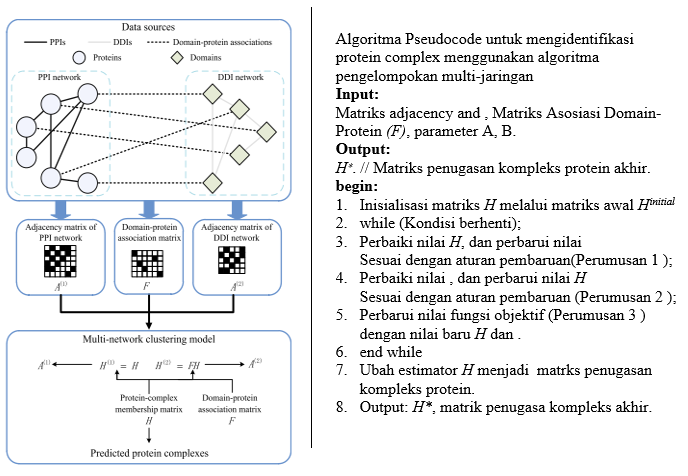 Data sources
PPIs
DDIs
Domain-protein associations
Proteins
Domains
PPI network
DDI network
Adjacency matrix of
PPI network
A(1)
Domain-protein
association matrix
F
Adjacency matrix of
DDI network
A(2)
Multi-network clustering model
A(1) H(1) = H H(2) = FH A(2)
Protein-complex
membership matrix
H
Domain-protein
association matrix
F
Predicted protein complexes
Algoritma Pseudocode untuk mengidentifikasi
protein complex menggunakan algoritma
pengelompokan multi-jaringan
Input:
Matriks adjacency and , Matriks Asosiasi Domain-
Protein (F), parameter A, B.
Output:
H*. // Matriks penugasan kompleks protein akhir.
begin:
1. Inisialisasi matriks H melalui matriks awal Hinitial
2. while (Kondisi berhenti);
3. Perbaiki nilai H, dan perbarui nilai
Sesuai dengan aturan pembaruan(Perumusan 1 );
4. Perbaiki nilai , dan perbarui nilai H
Sesuai dengan aturan pembaruan (Perumusan 2 );
5. Perbarui nilai fungsi objektif (Perumusan 3 )
dengan nilai baru H dan .
6. end while
7. Ubah estimator H menjadi matrks penugasan
kompleks protein.
8. Output: H*, matrik penugasa kompleks akhir.